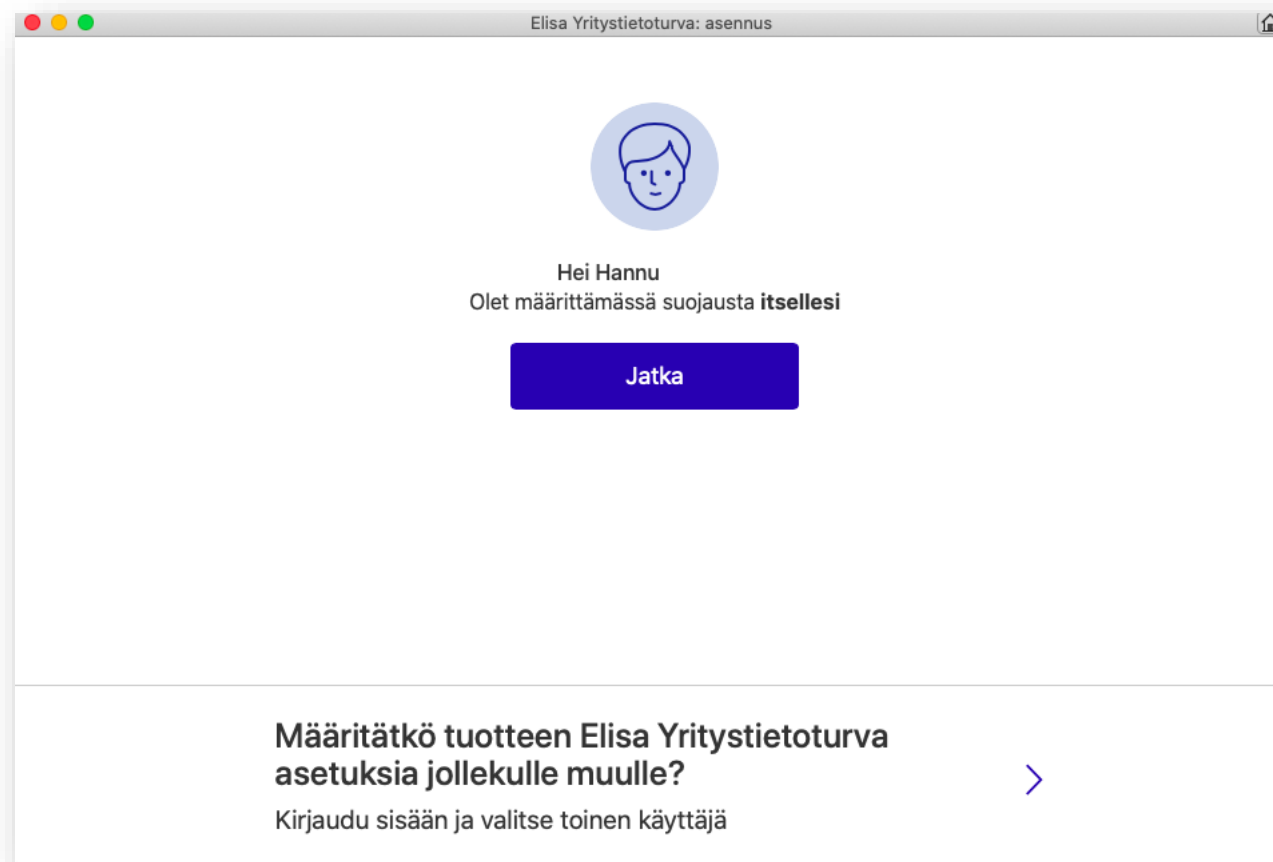 Elisa Yritystietoturva: asennus
Hei Hannu
Olet määrittämässä suojausta itsellesi
Jatka
Määritätkö tuotteen Elisa Yritystietoturva
asetuksia jollekulle muulle?
Kirjaudu sisään ja valitse toinen käyttäjä